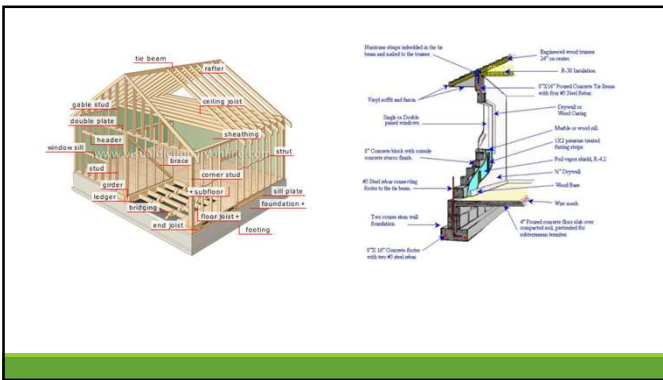 tie beam
rafter
gable stud
ceiling joist
double plate
header
sheathing
window sill
brace
strut
stud
corner stud
girder
+ subfloor
sill plate
ledger
foundation +
bridging
floor joist +
end joist
footing
Hurricane straps imbedded in the tie
beam and nailed to the trusses.
Engineered wood trusses
24" on center.
R-30 Insulation.
8"X16" Poured Concrete Tie Beam
with four #5 Steel Rebar
Vinyl soffit and fascia.
Drywall or
Wood Casing
Single or Double
paned windows.
Marble or wood sill.
1X2 pressure treated
furring strips.
8" Concrete block with outside
concrete stucco finish.
Foil vapor shield, R-4.2
½" Drywall
#5 Steel rebar connecting
footer to the tie beam.
Wood Base
Wire mesh
Two course stem wall
foundation.
4" Poured concrete floor slab over
compacted soil, pretreated for
subterranean termites.
8"X 16" Concrete footer
with two #5 steel rebar.